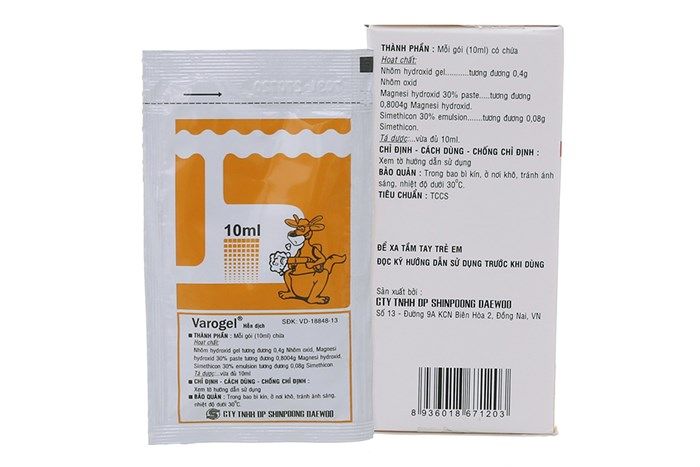 10ml
Varogel® Hỗn dịch SĐK: VD-18848-13
■ THÀNH PHẦN : Mỗi gói (10ml) chứa
Hoạt chất:
Nhôm hydroxid gel tương đương 0,4g Nhôm oxid, Magnesi
hydroxid 30% paste tương đương 0,8004g Magnesi hydroxid,
Simethicon 30% emulsion tương đương 0,08g Simethicon.
Tá dược:...vừa đủ 10ml
■ CHỈ ĐỊNH - CÁCH DÙNG - CHỐNG CHỈ ĐỊNH :
Xem tờ hướng dẫn sử dụng
■ BẢO QUẢN : Trong bao bì kín, ở nơi khô, tránh ánh sáng,
nhiệt độ dưới 30°C.
CTY TNHH DP SHINPOONG DAEWOO
THÀNH PHẦN : Mỗi gói (10ml) có chứa
Hoạt chất:
Nhôm hydroxid gel...........tương đương 0,4g
Nhôm oxid
Magnesi hydroxid 30% paste.....tương đương
0,8004g Magnesi hydroxid.
Simethicon 30% emulsion.......tương đương 0,08g
Simethicon.
Tá dược:...vừa đủ 10ml.
CHỈ ĐỊNH - CÁCH DÙNG - CHỐNG CHỈ ĐỊNH :
Xem tờ hướng dẫn sử dụng
BẢO QUẢN : Trong bao bì kín, ở nơi khô, tránh ánh
sáng, nhiệt độ dưới 30°C.
TIÊU CHUẨN : TCCS
ĐỂ XA TẦM TAY TRẺ EM
ĐỌC KỸ HƯỚNG DẪN SỬ DỤNG TRƯỚC KHI DÙNG
Sản xuất bởi :
CTY TNHH DP SHINPOONG DAEWOO
Số 13 - Đường 9A KCN Biên Hòa 2, Đồng Nai, VN
8 936018 671203